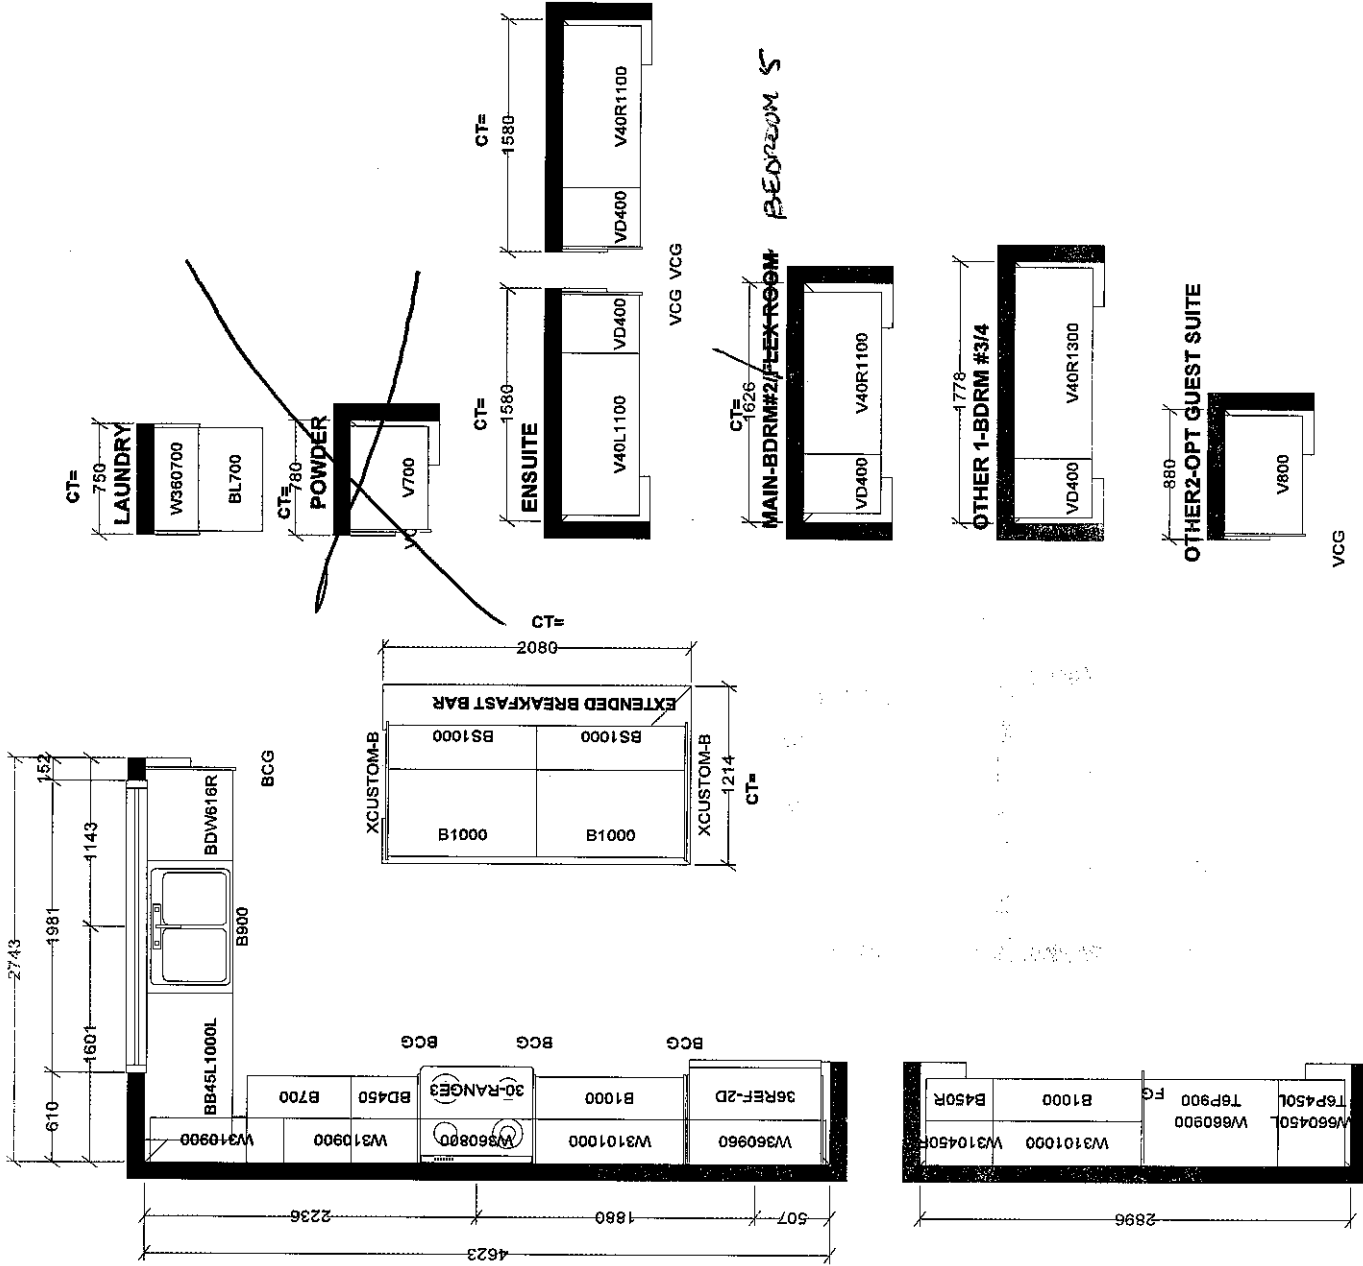 CT=
750
LAUNDRY
W360700
BL700
CT=
780
POWDER
V700
CT=
1580
ENSUITE
V40L1100
VD400
VCG
CT=
1580
VD400
V40R1100
VCG
CT=
1626
MAIN-BDRM#2/FLEX ROOM
BEDROOM 5
VD400
V40R1100
1778
OTHER 1-BDRM #3/4
VD400
V40R1300
OTHER2-OPT GUEST SUITE
880
V800
VCG
CT=
2080
EXTENDED BREAKFAST BAR
BS1000
BS1000
XCUSTOM-B
XCUSTOM-B
B1000
B1000
1214
CT=
2743
152
1981
610
1143
1601
BDW616R
BCG
B900
BB45L1000L
B700
BD450
30-RANGE3
B1000
36REF-2D
BCG
BCG
BCG
W310900
W310900
W360800
W3101000
W360960
2236
1880
507
4623
B450R
B1000
FG
T6P900
W660900
T6P450L
W660450L
W310450R
W3101000
2896